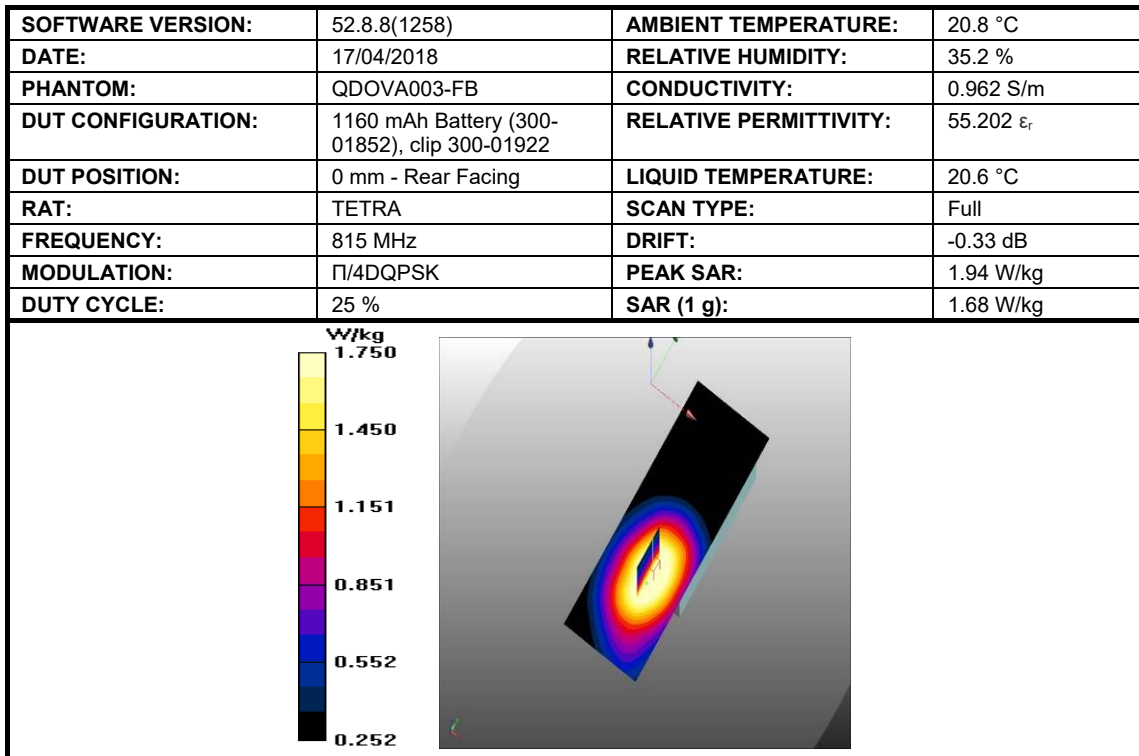 SOFTWARE VERSION: 52.8.8(1258) AMBIENT TEMPERATURE: 20.8 °C
DATE: 17/04/2018 RELATIVE HUMIDITY: 35.2 %
PHANTOM: QDOVA003-FB CONDUCTIVITY: 0.962 S/m
DUT CONFIGURATION: 1160 mAh Battery (300-
01852), clip 300-01922 RELATIVE PERMITTIVITY: 55.202 εr
DUT POSITION: 0 mm - Rear Facing LIQUID TEMPERATURE: 20.6 °C
RAT: TETRA SCAN TYPE: Full
FREQUENCY: 815 MHz DRIFT: -0.33 dB
MODULATION: Π/4DQPSK PEAK SAR: 1.94 W/kg
DUTY CYCLE: 25 % SAR (1 g): 1.68 W/kg
W/kg
1.750
1.450
1.151
0.851
0.552
0.252